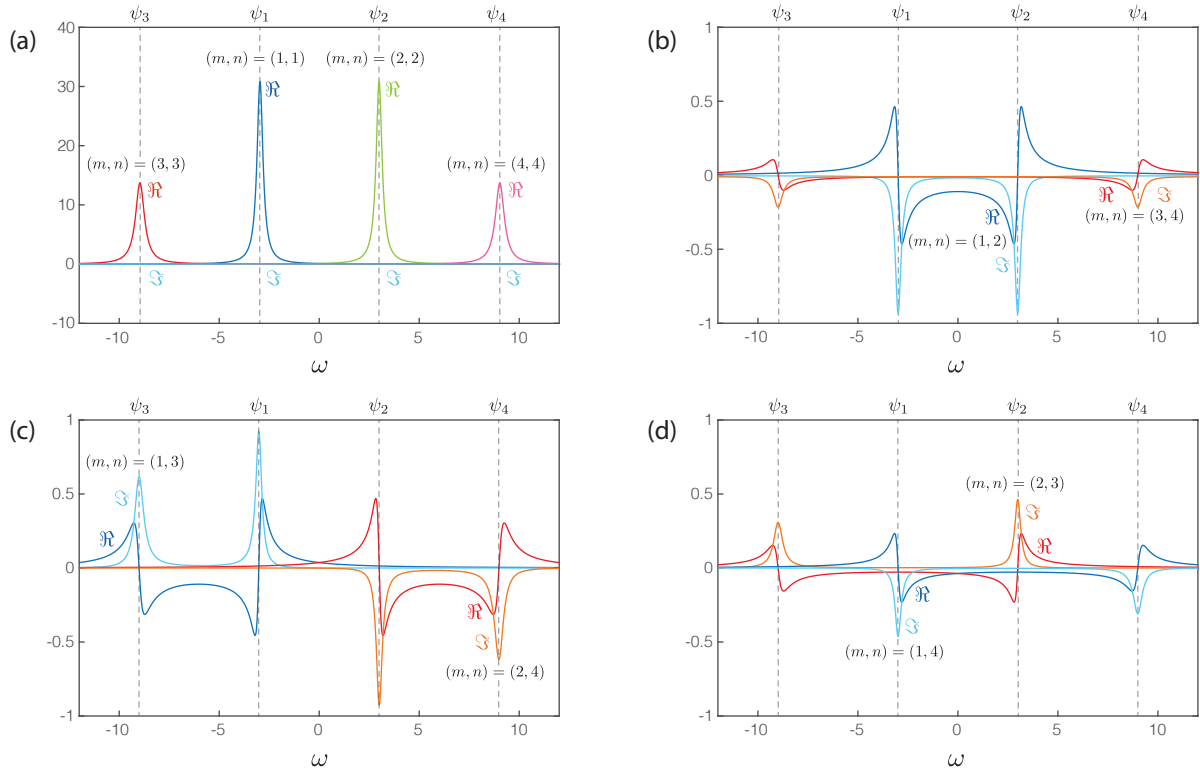 (a)
ψ₃ ψ₁ ψ₂ ψ₄
40
30
20
10
0
-10
(m, n) = (1, 1) (m, n) = (2, 2)
ℜ ℜ
(m, n) = (3, 3) (m, n) = (4, 4)
ℜ ℜ
ℑ ℑ ℑ ℑ
-10 -5 0 5 10
ω
(b)
ψ₃ ψ₁ ψ₂ ψ₄
1
0.5
0
-0.5
-1
ℜ ℑ
(m, n) = (3, 4)
ℜ
(m, n) = (1, 2)
ℑ
-10 -5 0 5 10
ω
(c)
ψ₃ ψ₁ ψ₂ ψ₄
1
0.5
0
-0.5
-1
(m, n) = (1, 3)
ℑ
ℜ
ℜ
ℑ
(m, n) = (2, 4)
-10 -5 0 5 10
ω
(d)
ψ₃ ψ₁ ψ₂ ψ₄
1
0.5
0
-0.5
-1
(m, n) = (2, 3)
ℑ
ℜ
ℜ
ℑ
(m, n) = (1, 4)
-10 -5 0 5 10
ω